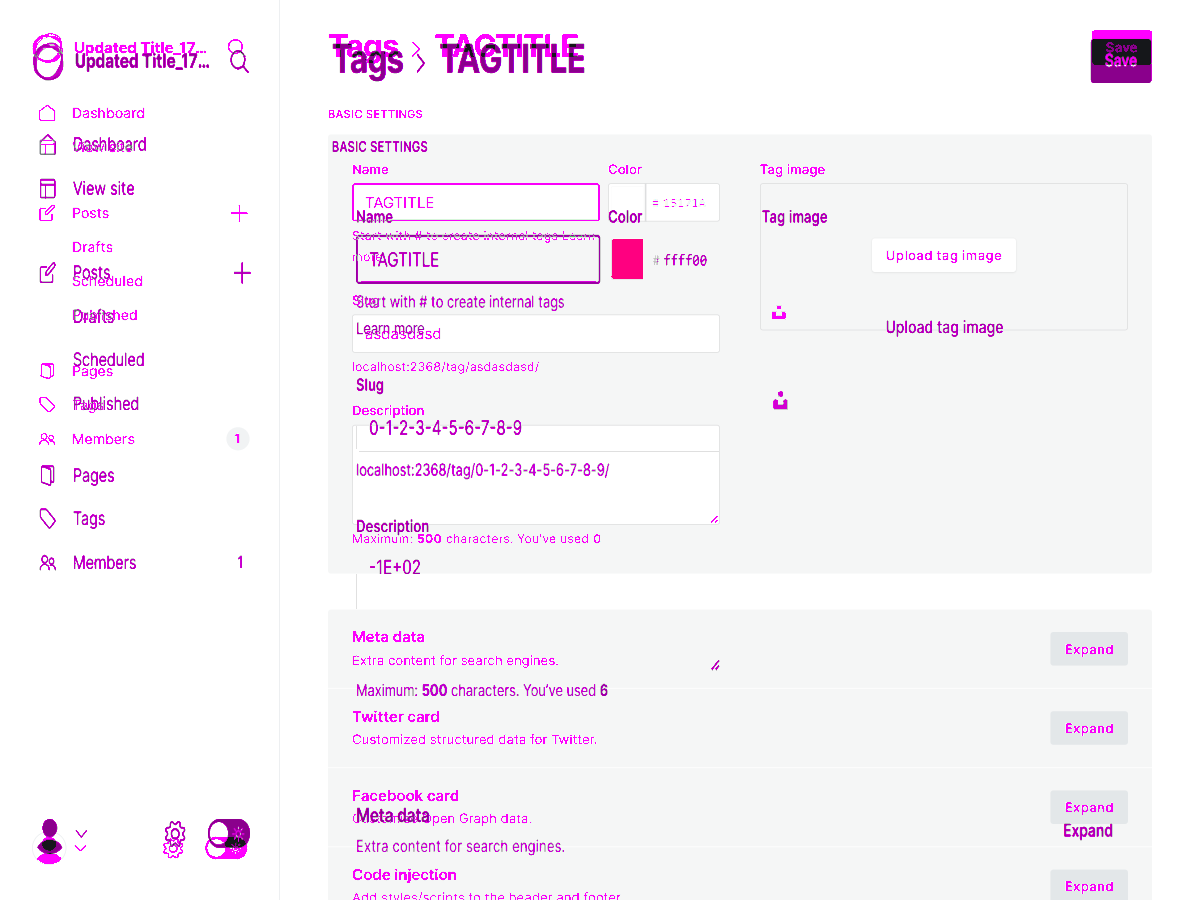 Updated Title_17...
Updated Title_17...
Tags > TAGTITLE
Tags > TAGTITLE
Save
Save
Dashboard
Dashboard
View site
View site
Posts
Drafts
Posts
Scheduled
Drafts
Published
Scheduled
Pages
Published
Tags
Members 1
Pages
Tags
Members 1
BASIC SETTINGS
BASIC SETTINGS
Name
Color
Tag image
TAGTITLE
Name
Color
Tag image
Start with # to create internal tags Learn
more
TAGTITLE
# ffff00
Upload tag image
Slug
Start with # to create internal tags
Learn more
asdasdasd
Upload tag image
localhost:2368/tag/asdasdasd/
Slug
Description
0-1-2-3-4-5-6-7-8-9
localhost:2368/tag/0-1-2-3-4-5-6-7-8-9/
Description
Maximum: 500 characters. You've used 0
-1E+02
Meta data
Extra content for search engines.
Expand
Maximum: 500 characters. You've used 6
Twitter card
Customized structured data for Twitter.
Expand
Facebook card
Expand
Meta data
Customize Open Graph data.
Expand
Extra content for search engines.
Code injection
Add styles/scripts to the header and footer.
Expand